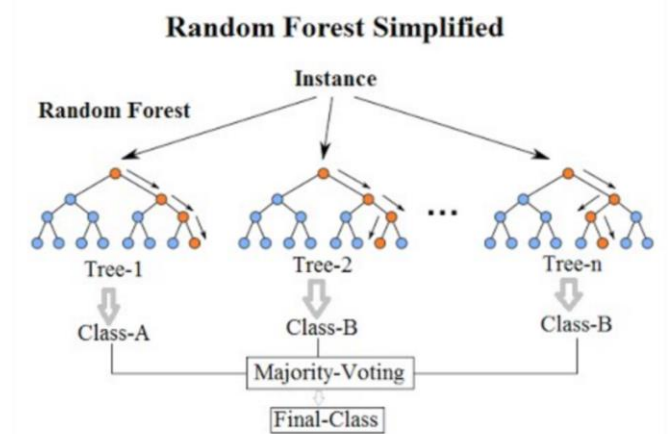 Random Forest Simplified
Instance
Random Forest
...
Tree-1
Tree-2
Tree-n
Class-A
Class-B
Class-B
Majority-Voting
Final-Class